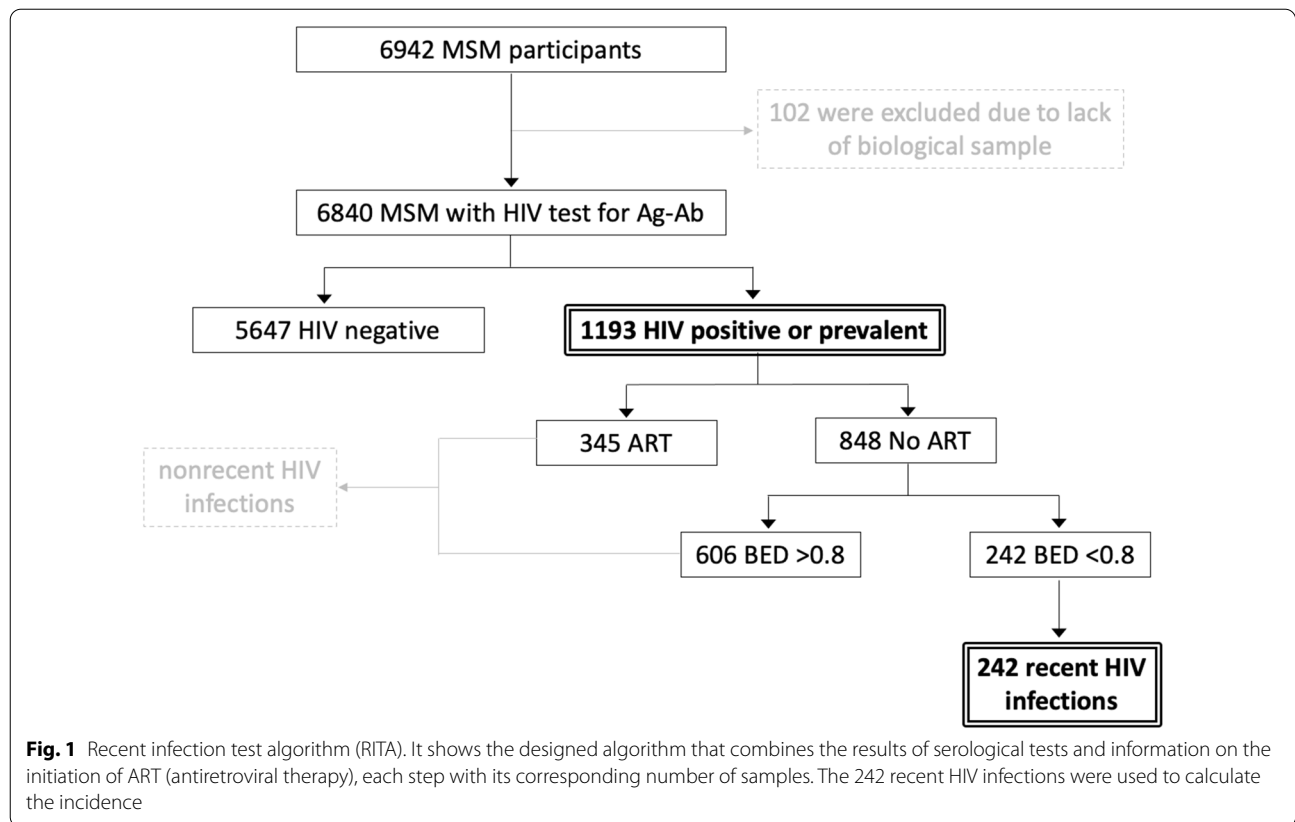 6942 MSM participants
102 were excluded due to lack
of biological sample
6840 MSM with HIV test for Ag-Ab
5647 HIV negative
1193 HIV positive or prevalent
345 ART
848 No ART
nonrecent HIV
infections
606 BED >0.8
242 BED <0.8
242 recent HIV
infections
Fig. 1 Recent infection test algorithm (RITA). It shows the designed algorithm that combines the results of serological tests and information on the
initiation of ART (antiretroviral therapy), each step with its corresponding number of samples. The 242 recent HIV infections were used to calculate
the incidence